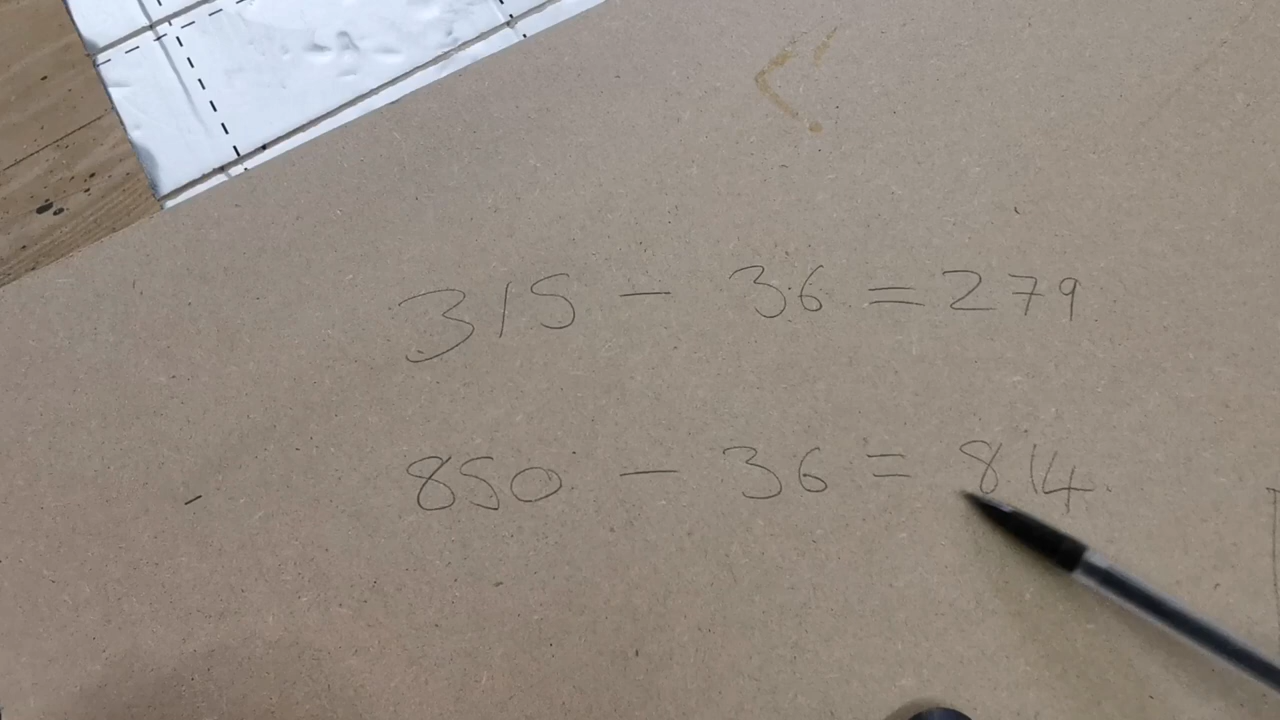 315 - 36 = 279
850 - 36 = 814